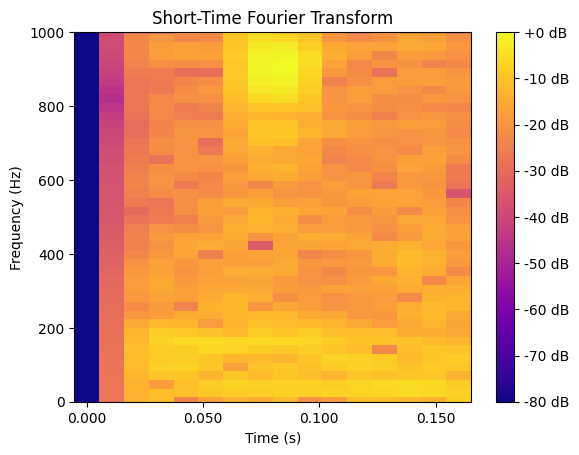 Short-Time Fourier Transform
1000
800
600
400
200
0
Frequency (Hz)
0.000
0.050
0.100
0.150
Time (s)
+0 dB
-10 dB
-20 dB
-30 dB
-40 dB
-50 dB
-60 dB
-70 dB
-80 dB